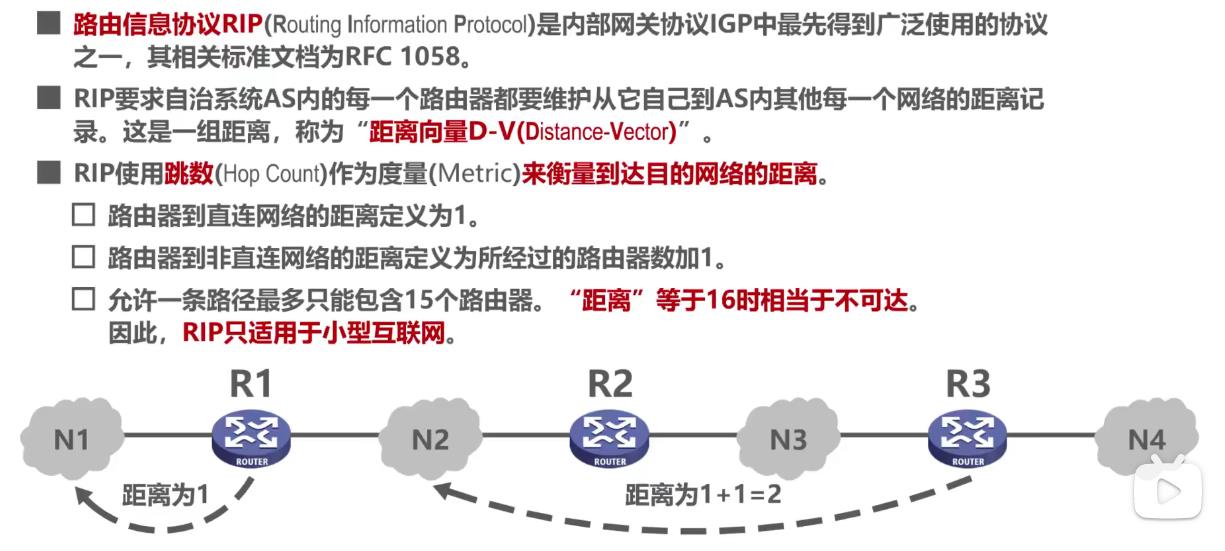 路由信息协议RIP(Routing Information Protocol)是内部网关协议IGP中最先得到广泛使用的协议
之一，其相关标准文档为RFC 1058。
RIP要求自治系统AS内的每一个路由器都要维护从它自己到AS内其他每一个网络的距离记
录。这是一组距离，称为“距离向量D-V(Distance-Vector)”。
RIP使用跳数(Hop Count)作为度量(Metric)来衡量到达目的网络的距离。
路由器到直连网络的距离定义为1。
路由器到非直连网络的距离定义为所经过的路由器数加1。
允许一条路径最多只能包含15个路由器。“距离”等于16时相当于不可达。
因此，RIP只适用于小型互联网。
R1 R2 R3
N1 N2 N3 N4
ROUTER ROUTER ROUTER
距离为1 距离为1+1=2